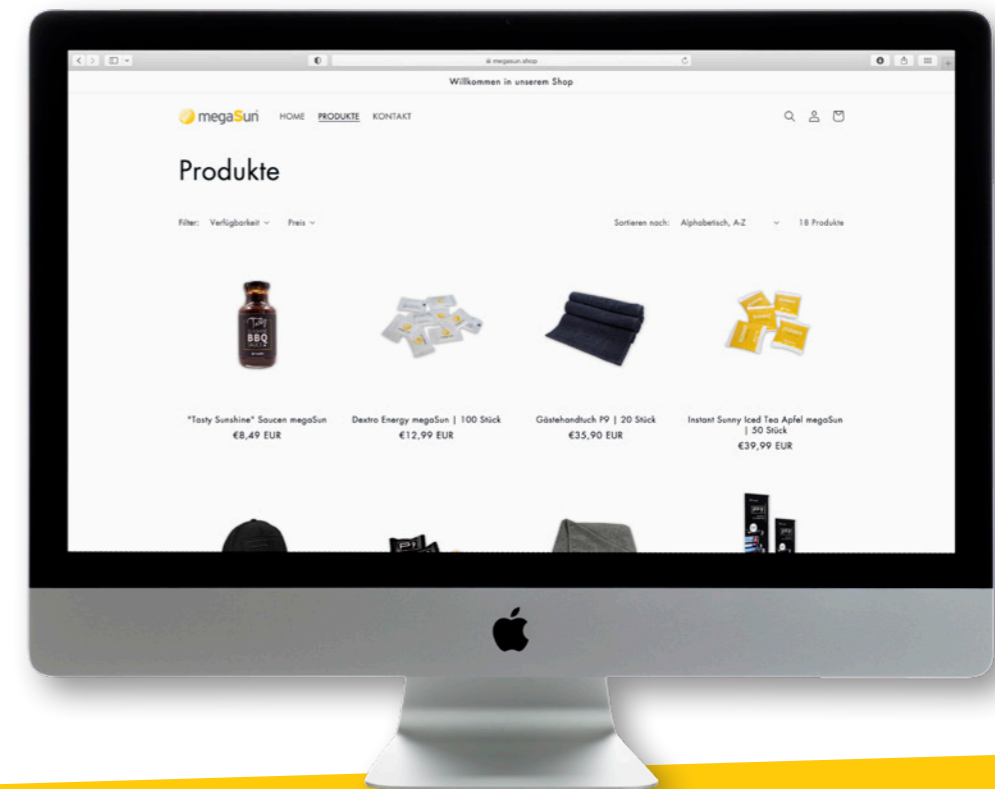 megasun.shop
Willkommen in unserem Shop
megaSun HOME PRODUKTE KONTAKT
Produkte
Filter: Verfügbarkeit Preis Sortieren nach: Alphabetisch, A-Z 18 Produkte
Tasty
BBQ
"Tasty Sunshine" Saucen megaSun
€8,49 EUR
Dextro Energy megaSun | 100 Stück
€12,99 EUR
Gästehandtuch P9 | 20 Stück
€35,90 EUR
Instant Sunny Iced Tea Apfel megaSun
| 50 Stück
€39,99 EUR